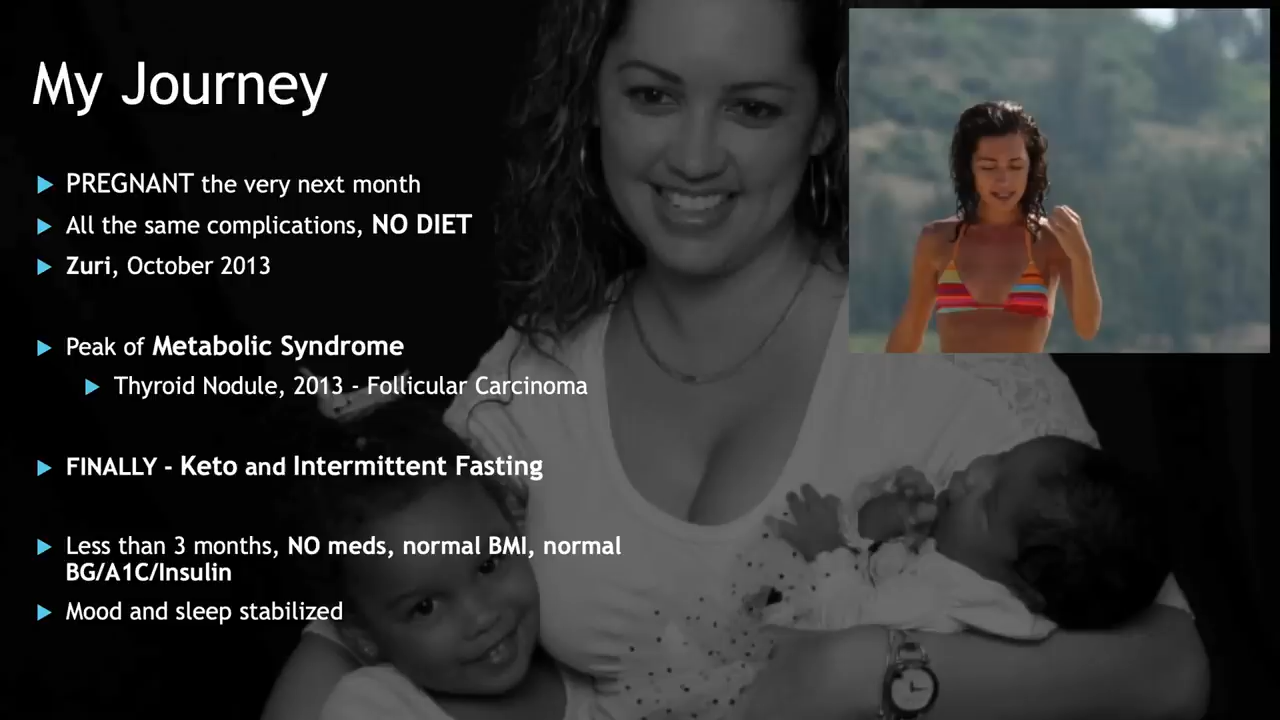 My Journey
PREGNANT the very next month
All the same complications, NO DIET
Zuri, October 2013
Peak of Metabolic Syndrome
Thyroid Nodule, 2013 - Follicular Carcinoma
FINALLY - Keto and Intermittent Fasting
Less than 3 months, NO meds, normal BMI, normal
BG/A1C/Insulin
Mood and sleep stabilized